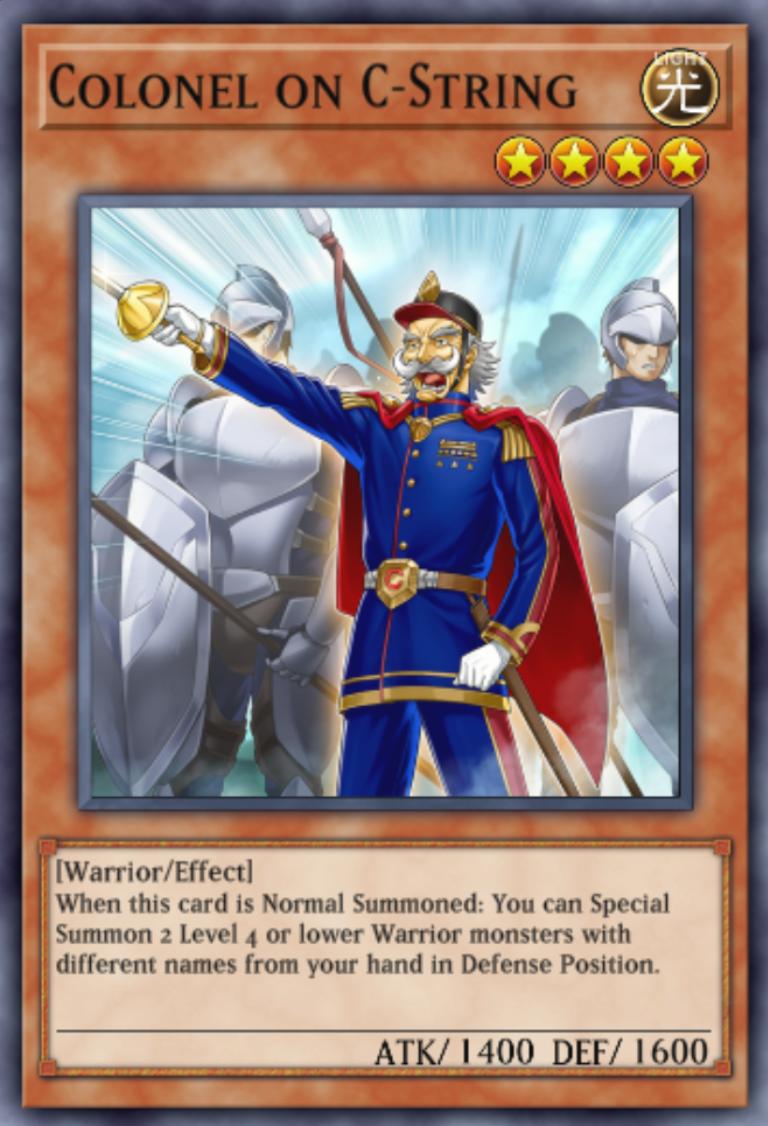 Colonel on C-String
LIGHT
光
[Warrior/Effect]
When this card is Normal Summoned: You can Special
Summon 2 Level 4 or lower Warrior monsters with
different names from your hand in Defense Position.
ATK/ 1400 DEF/ 1600
C